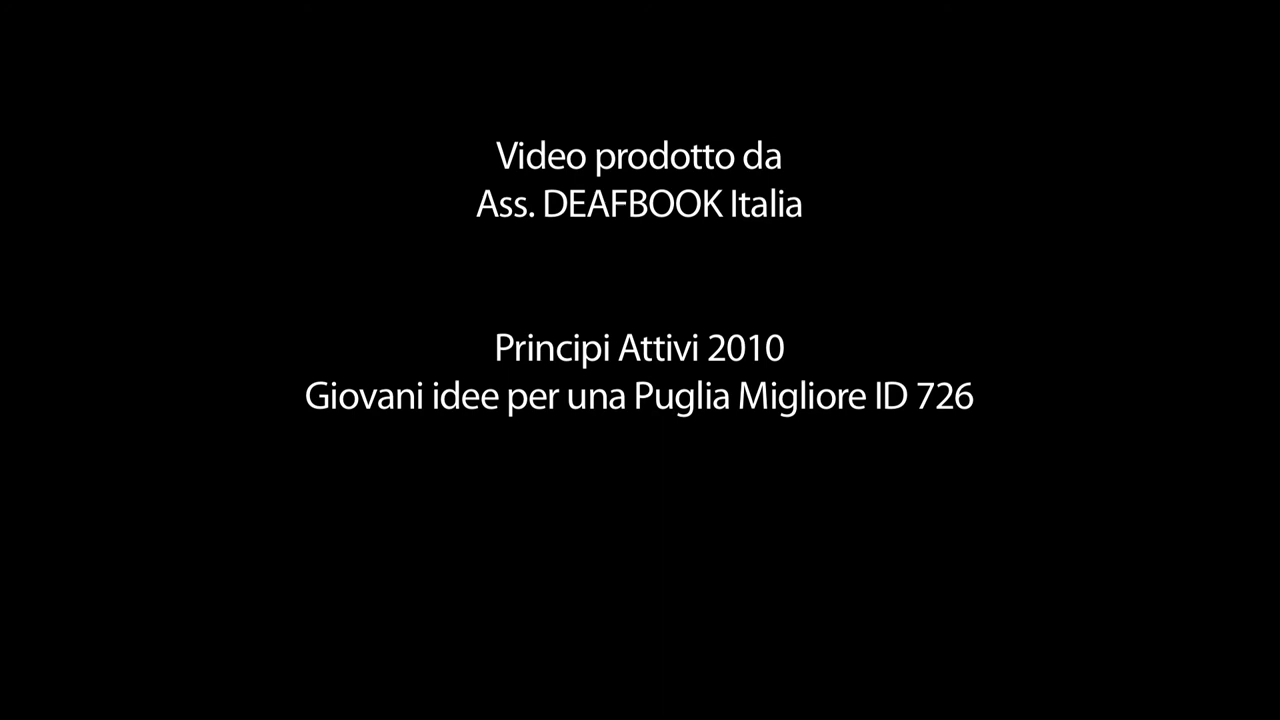 Video prodotto da
Ass. DEAFBOOK Italia
Principi Attivi 2010
Giovani idee per una Puglia Migliore ID 726